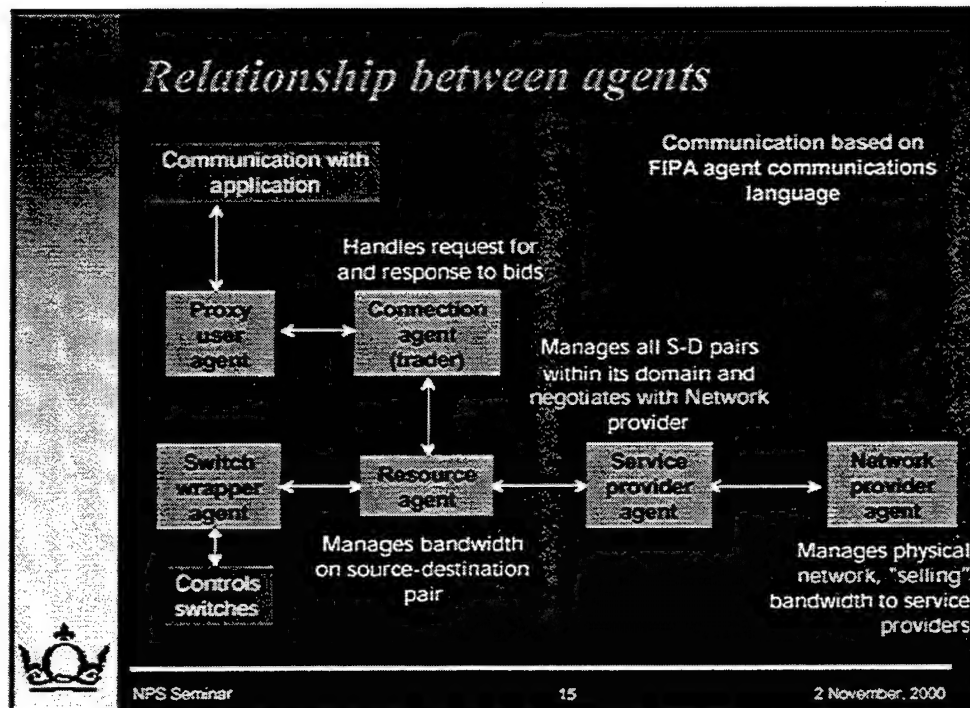 Relationship between agents
Communication with
application
Communication based on
FIPA agent communications
language
Handles request for
and response to bids
Proxy
user
agent
Connection
agent
(trader)
Manages all S-D pairs
within its domain and
negotiates with Network
provider
Switch
wrapper
agent
Resource
agent
Service
provider
agent
Network
provider
agent
Controls
switches
Manages bandwidth
on source-destination
pair
Manages physical
network, "selling"
bandwidth to service
providers
NPS Seminar
15
2 November, 2000